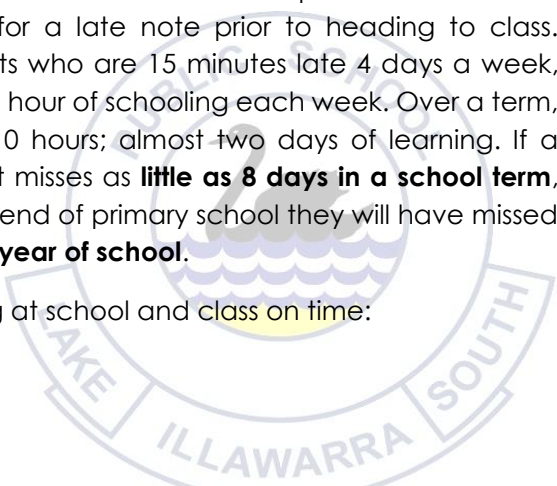 for a late note prior to heading to class.
ts who are 15 minutes late 4 days a week,
hour of schooling each week. Over a term,
0 hours; almost two days of learning. If a
t misses as little as 8 days in a school term,
end of primary school they will have missed
year of school.
g at school and class on time:
PUBLIC SCHOOL
LAKE ILLAWARRA SOUTH